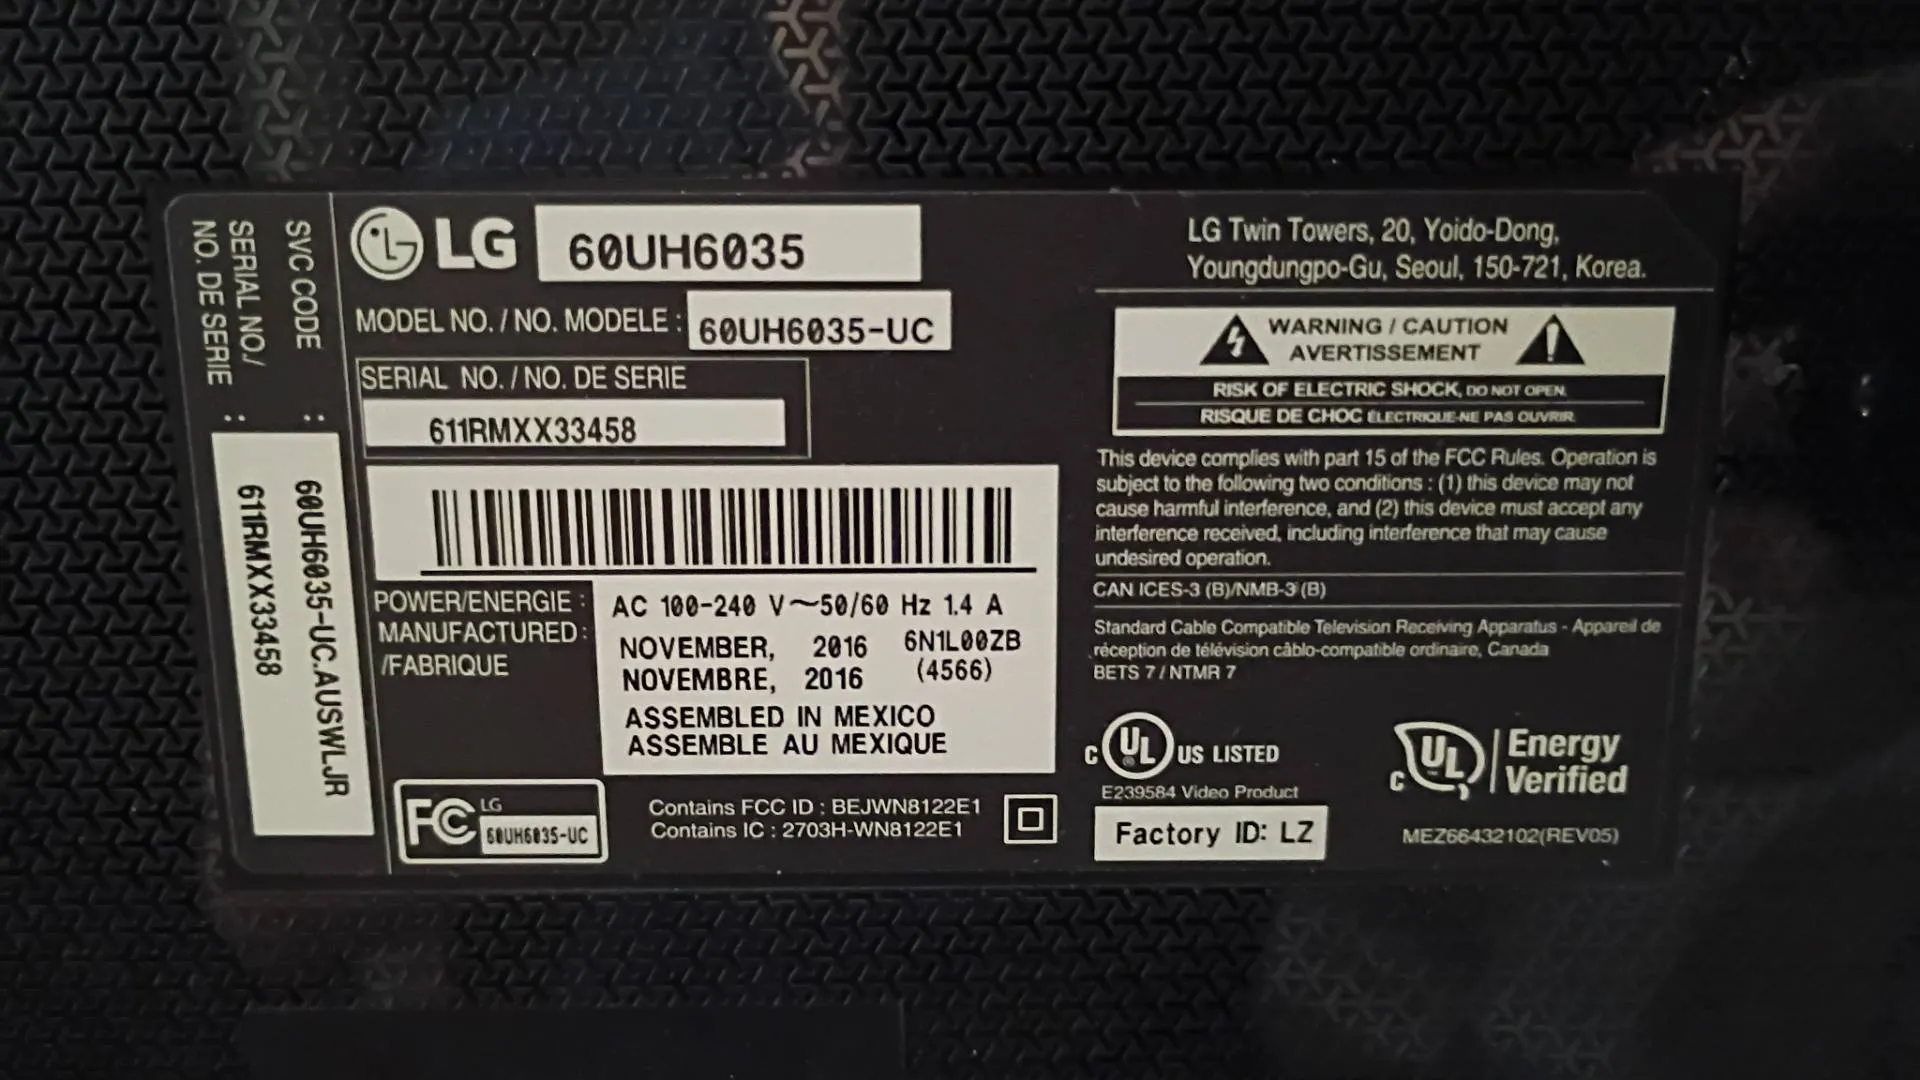 SVC CODE : 60UH6035-UC.AUSWLJR
SERIAL NO./
NO. DE SERIE : 611RMXX33458
LG 60UH6035
MODEL NO. / NO. MODELE : 60UH6035-UC
SERIAL NO. / NO. DE SERIE
611RMXX33458
POWER/ENERGIE : AC 100-240 V~50/60 Hz 1.4 A
MANUFACTURED : NOVEMBER, 2016 6N1L00ZB
/FABRIQUE NOVEMBRE, 2016 (4566)
ASSEMBLED IN MEXICO
ASSEMBLE AU MEXIQUE
FC LG
60UH6035-UC
Contains FCC ID : BEJWN8122E1
Contains IC : 2703H-WN8122E1
LG Twin Towers, 20, Yoido-Dong,
Youngdungpo-Gu, Seoul, 150-721, Korea.
WARNING / CAUTION
AVERTISSEMENT
RISK OF ELECTRIC SHOCK, DO NOT OPEN.
RISQUE DE CHOC ÉLECTRIQUE-NE PAS OUVRIR.
This device complies with part 15 of the FCC Rules. Operation is
subject to the following two conditions : (1) this device may not
cause harmful interference, and (2) this device must accept any
interference received, including interference that may cause
undesired operation.
CAN ICES-3 (B)/NMB-3 (B)
Standard Cable Compatible Television Receiving Apparatus - Appareil de
réception de télévision câblo-compatible ordinaire, Canada
BETS 7 / NTMR 7
C UL US LISTED
E239584 Video Product
Factory ID: LZ
C UL Energy
Verified
MEZ66432102(REV05)